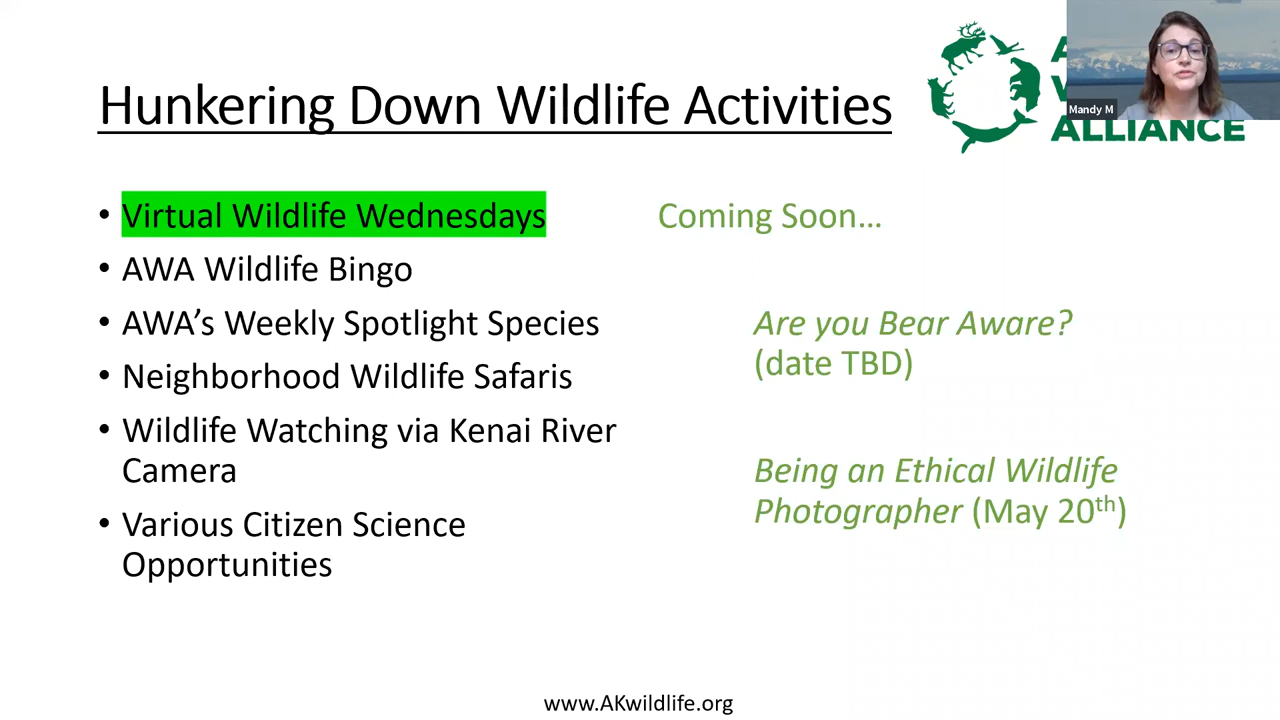 Hunkering Down Wildlife Activities
A
W
ALLIANCE
Mandy M
• Virtual Wildlife Wednesdays
• AWA Wildlife Bingo
• AWA’s Weekly Spotlight Species
• Neighborhood Wildlife Safaris
• Wildlife Watching via Kenai River
Camera
• Various Citizen Science
Opportunities
Coming Soon…
Are you Bear Aware?
(date TBD)
Being an Ethical Wildlife
Photographer (May 20th)
www.AKwildlife.org